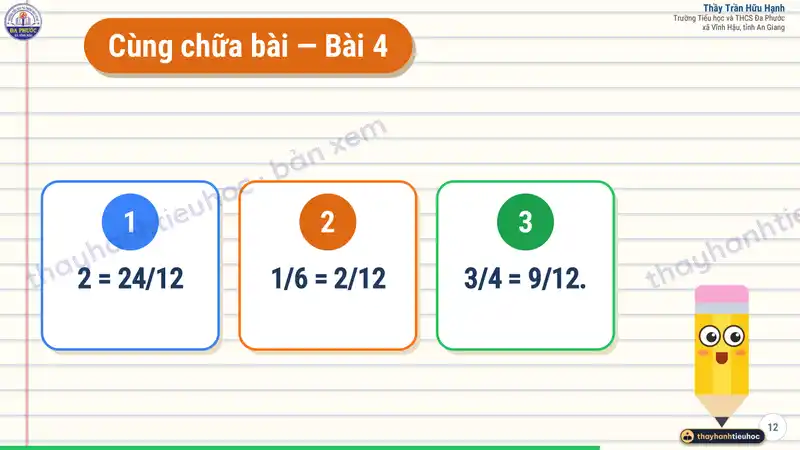 Thầy Trần Hữu Hạnh
Trường Tiểu học và THCS Đa Phước
xã Vĩnh Hậu, tỉnh An Giang
ĐA PHƯỚC
Cùng chữa bài — Bài 4
thayhanhtieuhoc · bản xem
1
2 = 24/12
2
1/6 = 2/12
3
3/4 = 9/12.
thayhanhtie
thayhanhtieuhoc
12